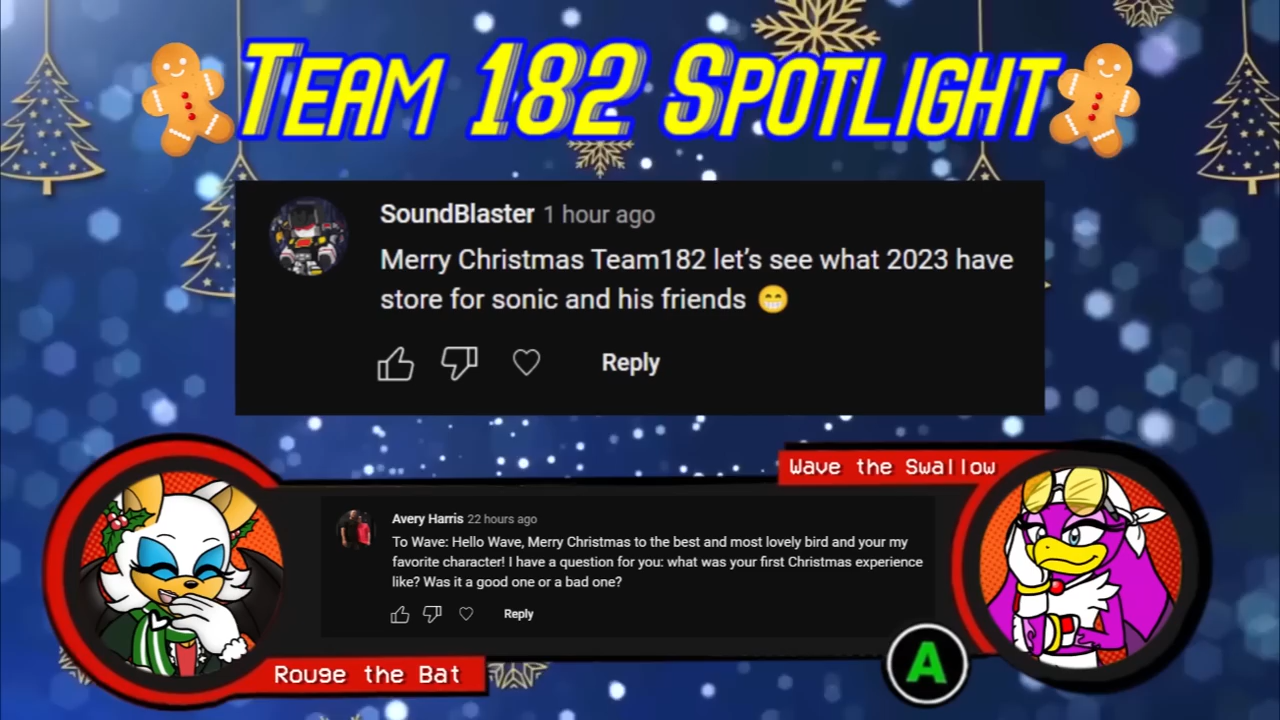 TEAM 182 SPOTLIGHT
SoundBlaster 1 hour ago
Merry Christmas Team182 let's see what 2023 have
store for sonic and his friends 😁
Reply
Wave the Swallow
Avery Harris 22 hours ago
To Wave: Hello Wave, Merry Christmas to the best and most lovely bird and your my
favorite character! I have a question for you: what was your first Christmas experience
like? Was it a good one or a bad one?
Reply
Rouge the Bat
A